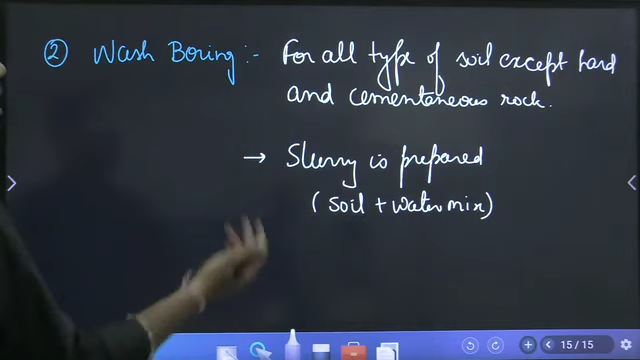 ② Wash Boring :- For all type of soil except hard
and cementaneous rock.
→ Slurry is prepared
(soil + water mix)
15 / 15